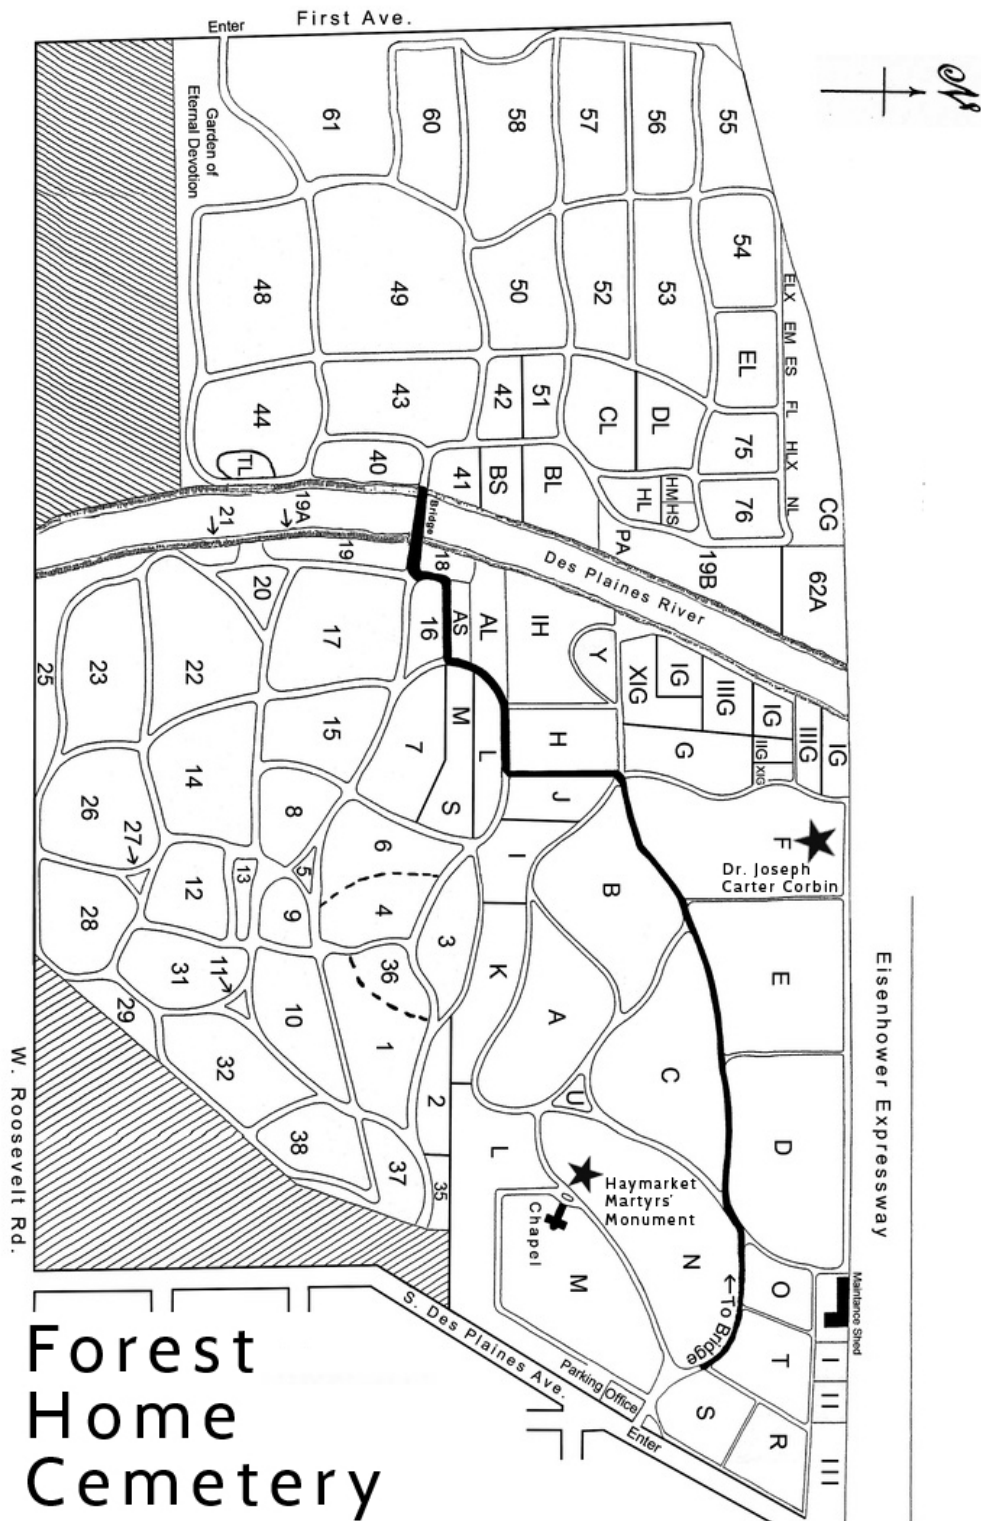 First Ave.
Enter
N
Garden of
Eternal Devotion
61
60
58
57
56
55
54
48
49
50
52
53
ELX
EM
ES
FL
HLX
NL
EL
44
43
42
51
CL
DL
75
TL
40
41
BS
BL
HL
HM
HS
76
CG
21
19A
Bridge
19
18
PA
19B
62A
Des Plaines River
20
17
16
AS
AL
IH
Y
XIG
IG
IIIG
IG
IIIG
IG
25
23
22
15
7
M
L
H
G
IIG
XIG
26
27
14
8
S
J
F
Dr. Joseph
Carter Corbin
28
12
13
5
9
6
4
3
I
B
E
31
11
10
36
K
A
29
32
1
2
C
U
D
38
37
35
L
Haymarket
Martyrs'
Monument
Chapel
M
N
←To Bridge
O
T
S
R
I
II
III
Maintance Shed
Eisenhower Expressway
W. Roosevelt Rd.
S. Des Plaines Ave.
Parking
Office
Enter
Forest
Home
Cemetery